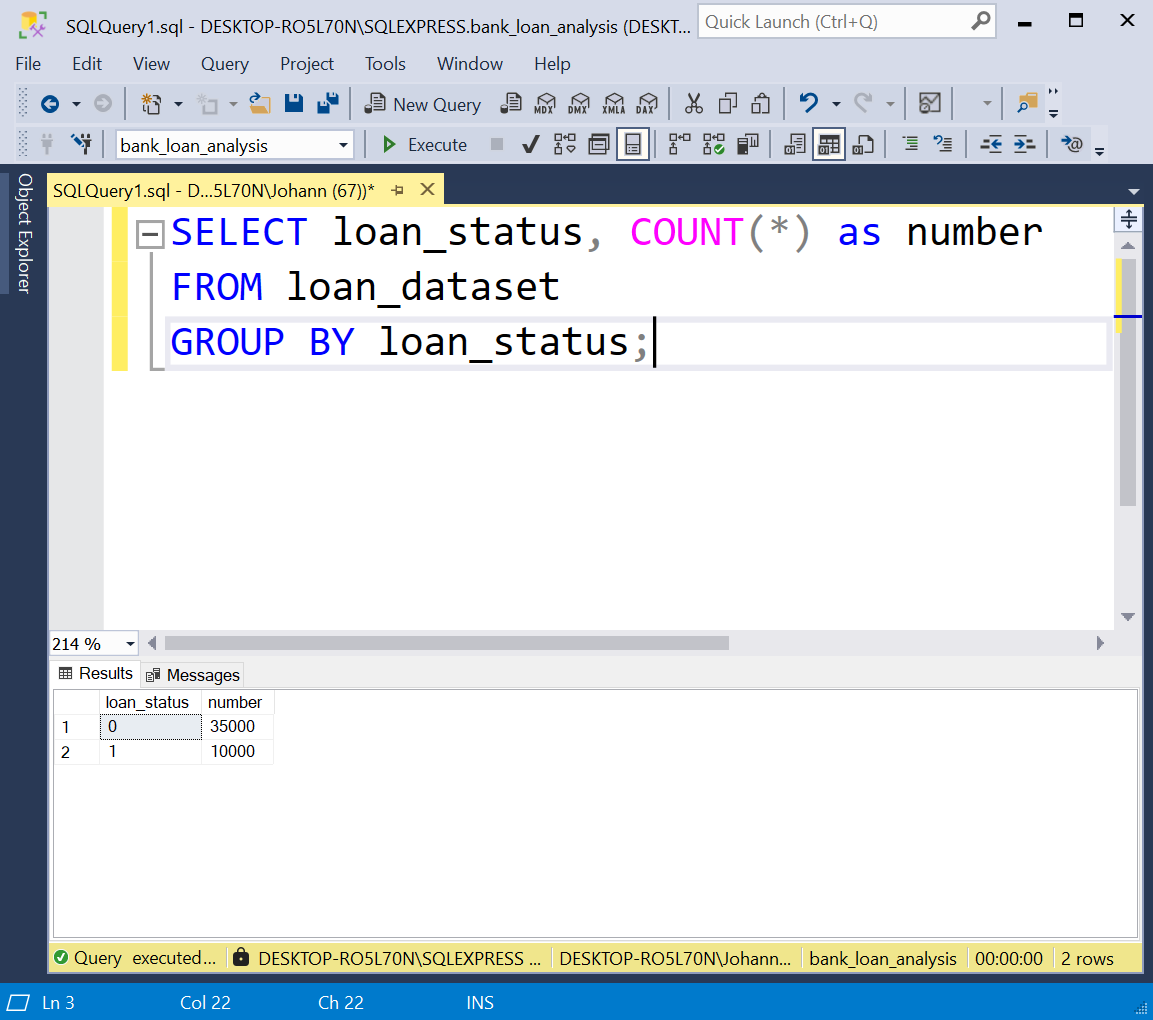 SQLQuery1.sql - DESKTOP-RO5L70N\SQLEXPRESS.bank_loan_analysis (DESKT...
Quick Launch (Ctrl+Q)
File Edit View Query Project Tools Window Help
New Query MDX DMX XMLA DAX
bank_loan_analysis Execute
Object Explorer
SQLQuery1.sql - D...5L70N\Johann (67))*
SELECT loan_status, COUNT(*) as number
FROM loan_dataset
GROUP BY loan_status;
214 %
Results Messages
loan_status number
1 0 35000
2 1 10000
Query executed... DESKTOP-RO5L70N\SQLEXPRESS ... DESKTOP-RO5L70N\Johann... bank_loan_analysis 00:00:00 2 rows
Ln 3 Col 22 Ch 22 INS